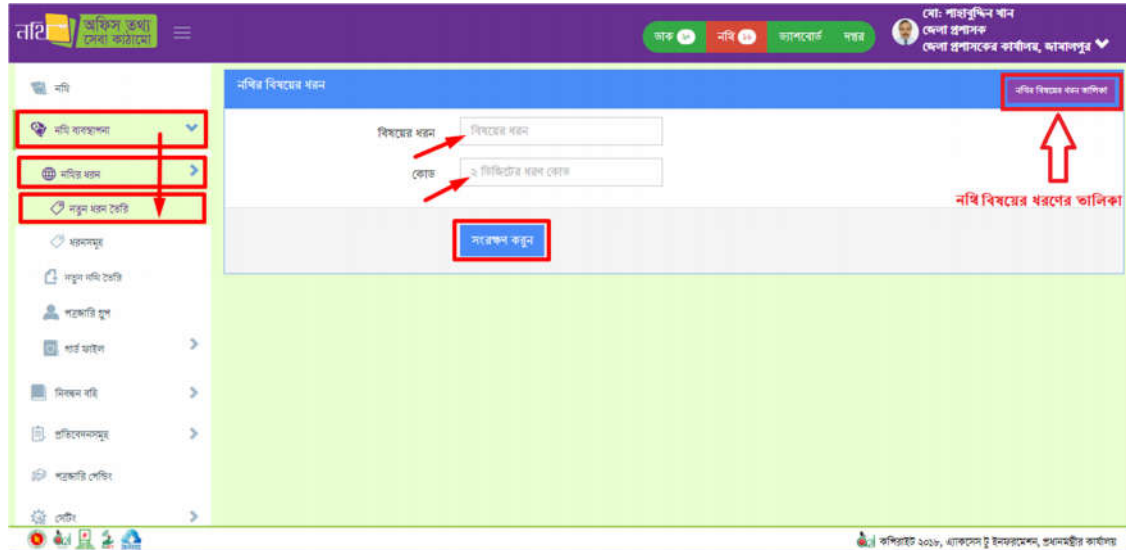 নথি
অফিস তথ্য
সেবা কাঠামো
ডাক
নথি
ড্যাশবোর্ড
দপ্তর
মো: শাহাবুদ্দিন খান
জেলা প্রশাসক
জেলা প্রশাসকের কার্যালয়, জামালপুর
নথি
নথি ব্যবস্থাপনা
নথির ধরন
নতুন ধরন তৈরি
ধরনসমূহ
নতুন নথি তৈরি
পত্রজারি গ্রুপ
গার্ড ফাইল
নিবন্ধন বহি
প্রতিবেদনসমূহ
পত্রজারি পেন্ডিং
সেটিং
নথির বিষয়ের ধরন
নথির বিষয়ের ধরন তালিকা
বিষয়ের ধরন
বিষয়ের ধরন
কোড
২ ডিজিটের ধরণ কোড
নথি বিষয়ের ধরণের তালিকা
সংরক্ষণ করুন
কপিরাইট ২০১৮, এ্যাকসেস টু ইনফরমেশন, প্রধানমন্ত্রীর কার্যালয়